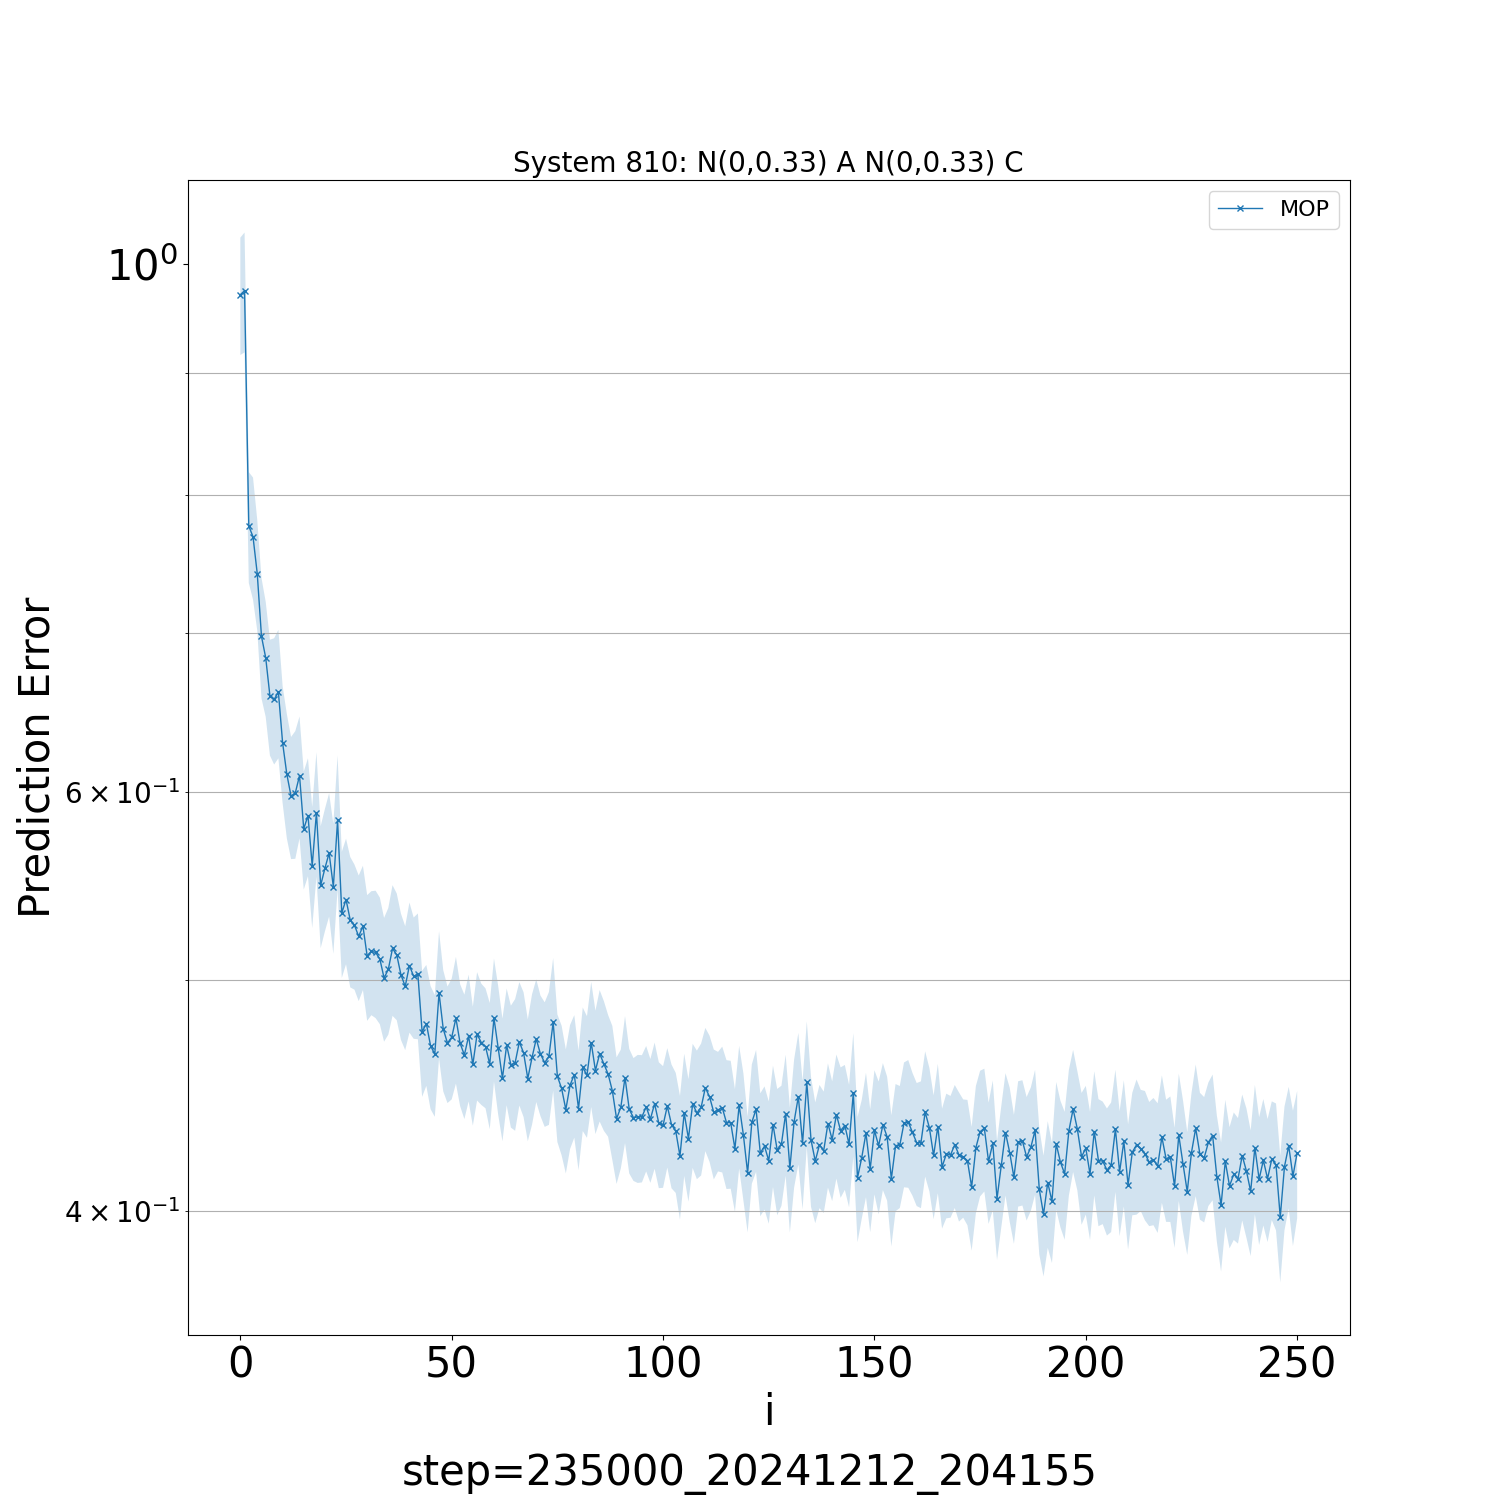 System 810: N(0,0.33) A N(0,0.33) C
MOP
10⁰
6 × 10⁻¹
4 × 10⁻¹
Prediction Error
0 50 100 150 200 250
i
step=235000_20241212_204155